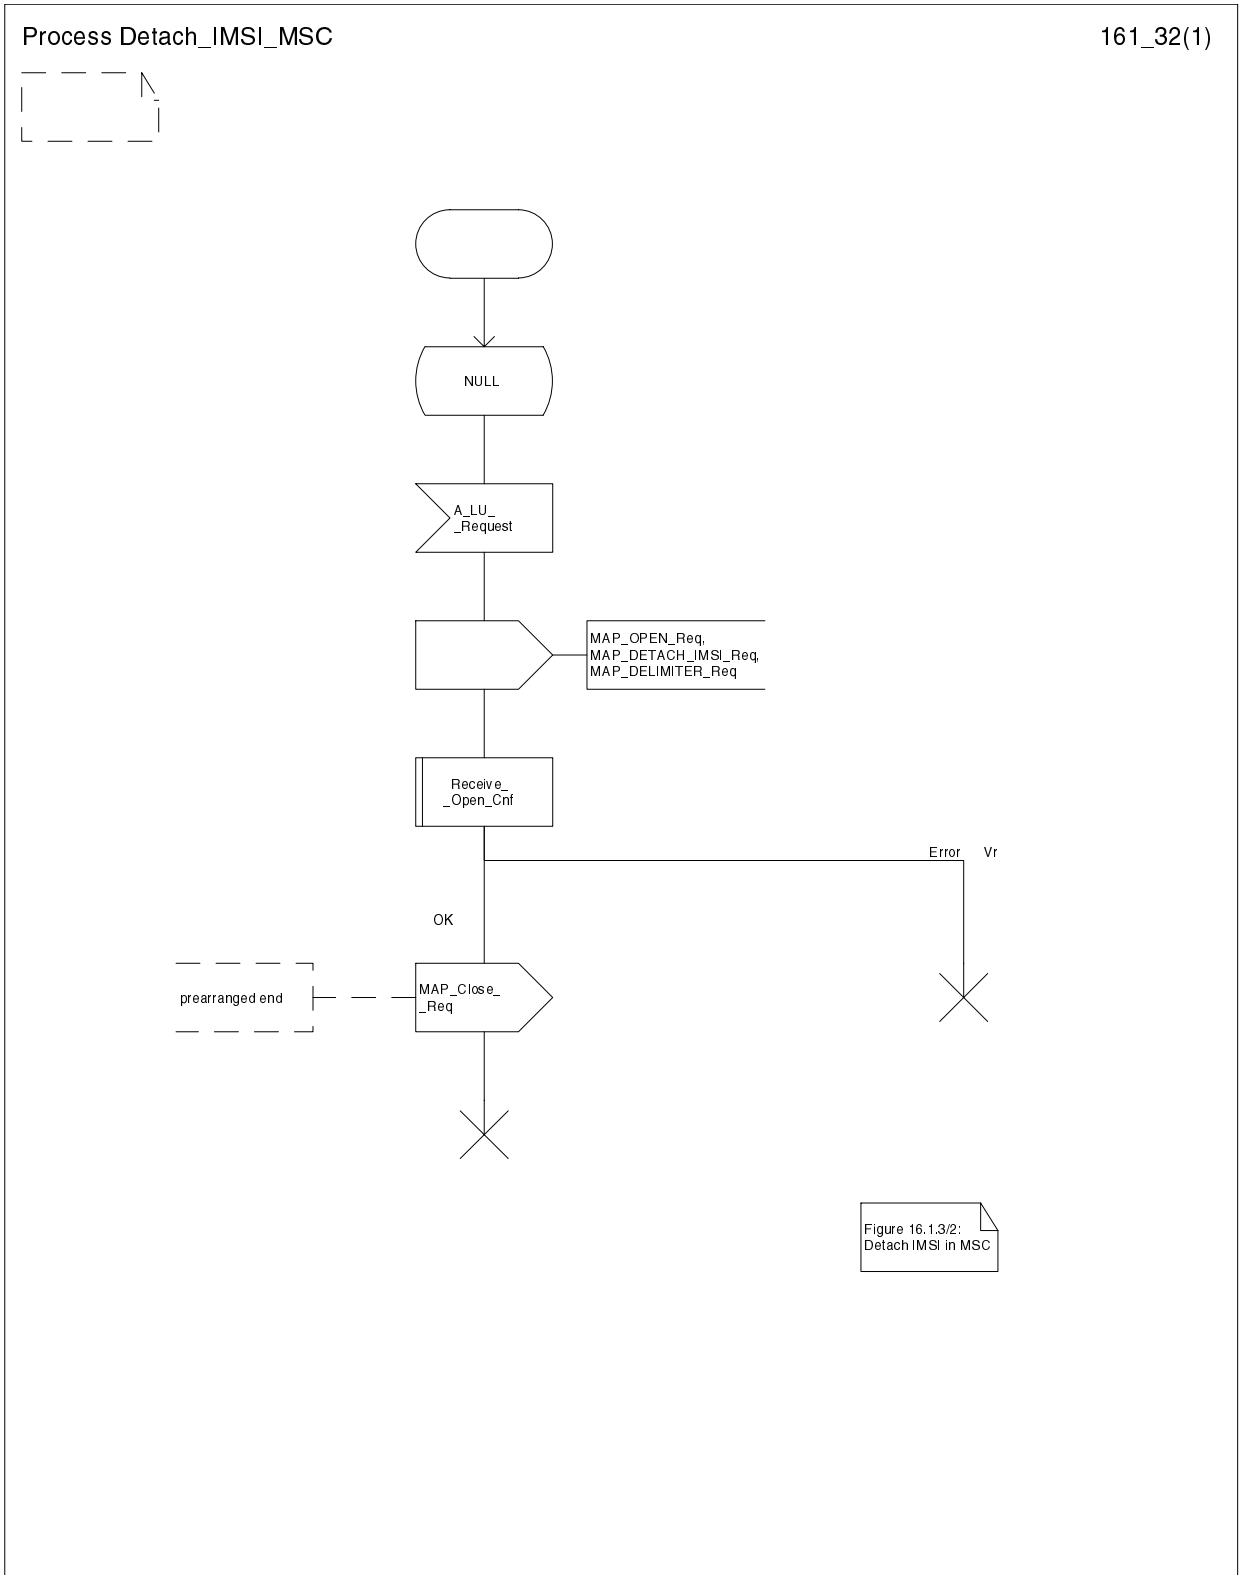 Process Detach_IMSI_MSC
161_32(1)
NULL
A_LU_
_Request
MAP_OPEN_Req,
MAP_DETACH_IMSI_Req,
MAP_DELIMITER_Req
Receive_
_Open_Cnf
Error Vr
OK
prearranged end
MAP_Close_
_Req
Figure 16.1.3/2:
Detach IMSI in MSC